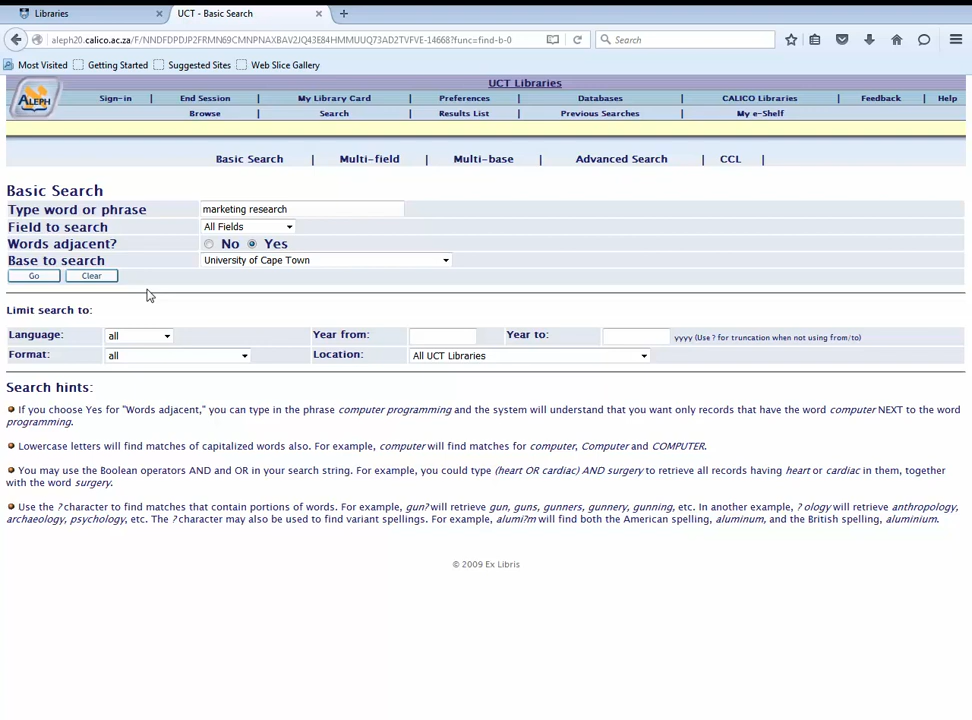 Libraries
UCT - Basic Search
aleph20.calico.ac.za/F/NNDFDPDJP2FRMN69CMNPNAXBAV2JQ43E84HMMUUQ73AD2TVFVE-14668?func=find-b-0
Search
Most Visited Getting Started Suggested Sites Web Slice Gallery
UCT Libraries
ALEPH
Sign-in | End Session | My Library Card | Preferences | Databases | CALICO Libraries | Feedback | Help
Browse | Search | Results List | Previous Searches | My e-Shelf
Basic Search | Multi-field | Multi-base | Advanced Search | CCL |
Basic Search
Type word or phrase marketing research
Field to search All Fields
Words adjacent? No Yes
Base to search University of Cape Town
Go Clear
Limit search to:
Language: all Year from: Year to: yyyy (Use ? for truncation when not using from/to)
Format: all Location: All UCT Libraries
Search hints:
If you choose Yes for "Words adjacent," you can type in the phrase computer programming and the system will understand that you want only records that have the word computer NEXT to the word
programming.
Lowercase letters will find matches of capitalized words also. For example, computer will find matches for computer, Computer and COMPUTER.
You may use the Boolean operators AND and OR in your search string. For example, you could type (heart OR cardiac) AND surgery to retrieve all records having heart or cardiac in them, together
with the word surgery.
Use the ? character to find matches that contain portions of words. For example, gun? will retrieve gun, guns, gunners, gunnery, gunning, etc. In another example, ? ology will retrieve anthropology,
archaeology, psychology, etc. The ? character may also be used to find variant spellings. For example, alumi?m will find both the American spelling, aluminum, and the British spelling, aluminium.
© 2009 Ex Libris